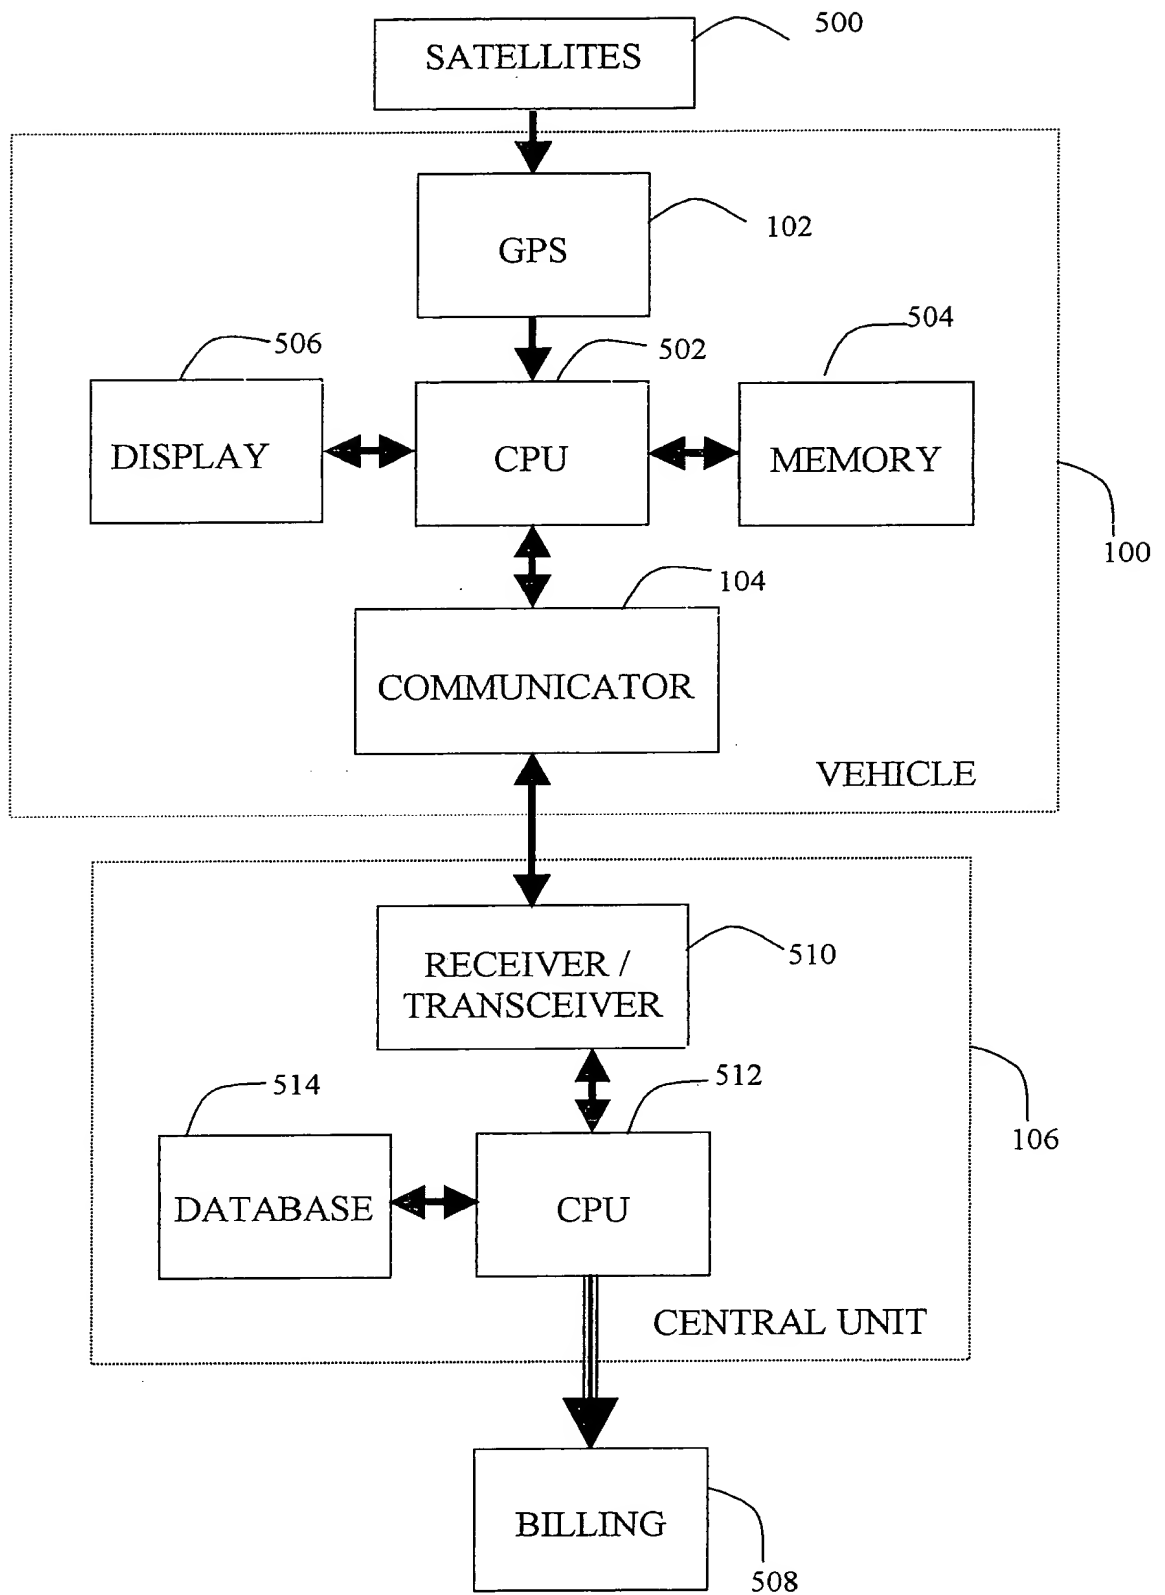 500
SATELLITES
102
GPS
506
502
504
DISPLAY
CPU
MEMORY
100
104
COMMUNICATOR
VEHICLE
510
RECEIVER /
TRANSCEIVER
514
512
106
DATABASE
CPU
CENTRAL UNIT
BILLING
508